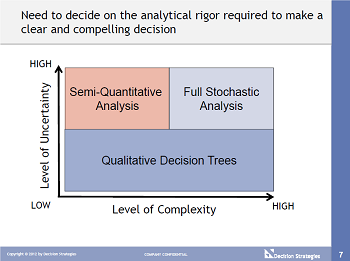 Need to decide on the analytical rigor required to make a
clear and compelling decision
HIGH
Level of Uncertainty
Semi-Quantitative
Analysis
Full Stochastic
Analysis
Qualitative Decision Trees
LOW
Level of Complexity
HIGH
Copyright © 2012 by Decision Strategies
COMPANY CONFIDENTIAL
Decision Strategies
7